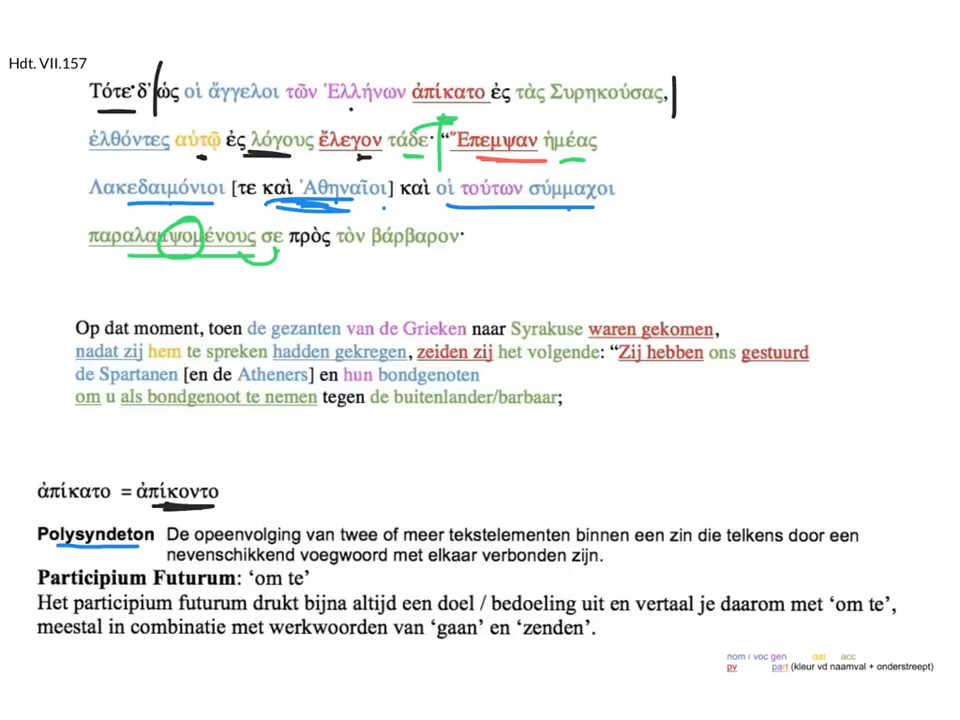 Hdt. VII.157
Τότε δ’ ὡς οἱ ἄγγελοι τῶν Ἑλλήνων ἀπίκατο ἐς τὰς Συρηκούσας,
ἐλθόντες αὐτῷ ἐς λόγους ἔλεγον τάδε· “Ἔπεμψαν ἡμέας
Λακεδαιμόνιοι [τε καὶ Ἀθηναῖοι] καὶ οἱ τούτων σύμμαχοι
παραλαμψομένους σε πρὸς τὸν βάρβαρον·
Op dat moment, toen de gezanten van de Grieken naar Syrakuse waren gekomen,
nadat zij hem te spreken hadden gekregen, zeiden zij het volgende: “Zij hebben ons gestuurd
de Spartanen [en de Atheners] en hun bondgenoten
om u als bondgenoot te nemen tegen de buitenlander/barbaar;
ἀπίκατο = ἀπίκοντο
Polysyndeton De opeenvolging van twee of meer tekstelementen binnen een zin die telkens door een
nevenschikkend voegwoord met elkaar verbonden zijn.
Participium Futurum: ‘om te’
Het participium futurum drukt bijna altijd een doel / bedoeling uit en vertaal je daarom met ‘om te’,
meestal in combinatie met werkwoorden van ‘gaan’ en ‘zenden’.
nom / voc gen dat acc
pv part (kleur vd naamval + onderstreept)